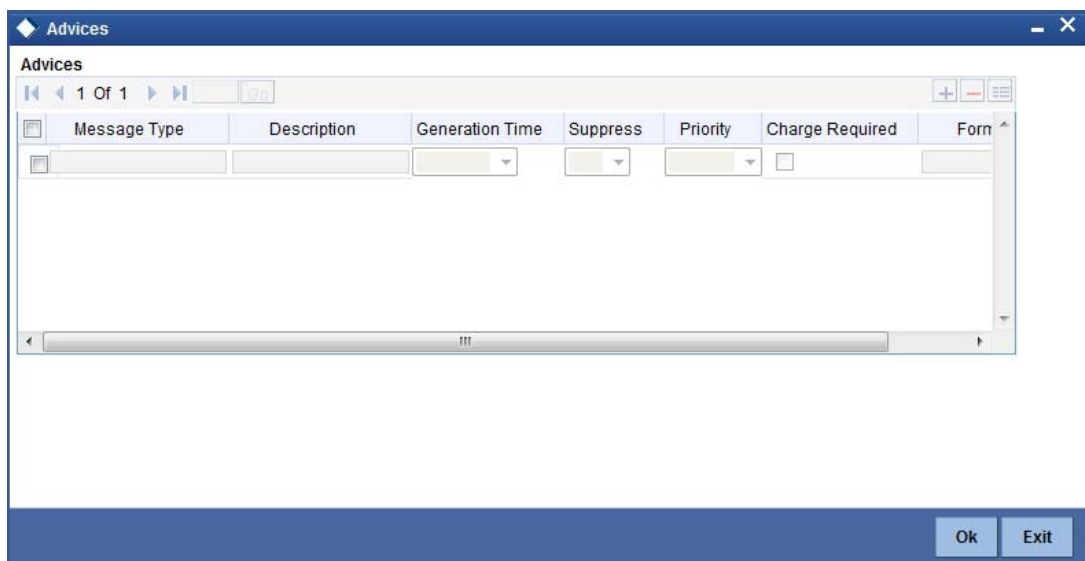 Advices
Advices
1 Of 1 Go
Message Type Description Generation Time Suppress Priority Charge Required Form
Ok Exit